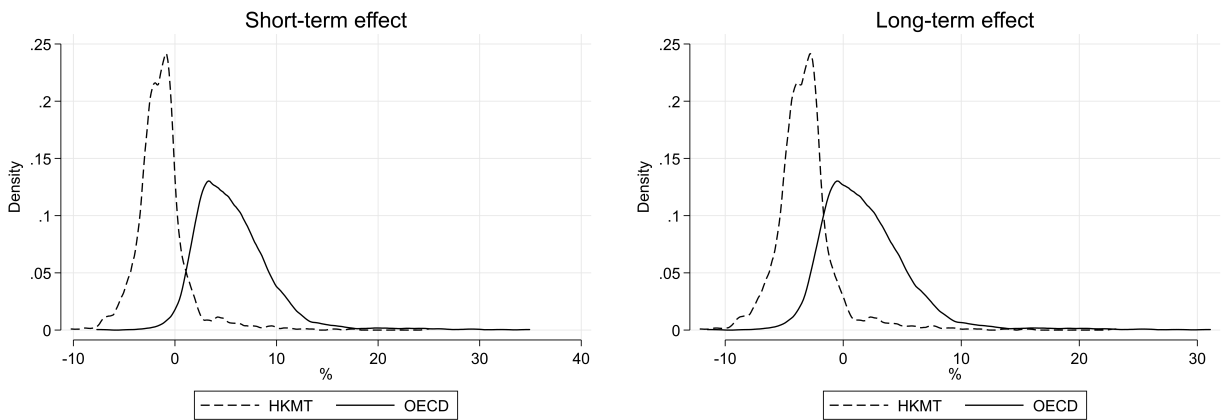 Short-term effect
.25
.2
.15
.1
.05
0
Density
-10 0 10 20 30 40
%
HKMT OECD
Long-term effect
.25
.2
.15
.1
.05
0
Density
-10 0 10 20 30
%
HKMT OECD